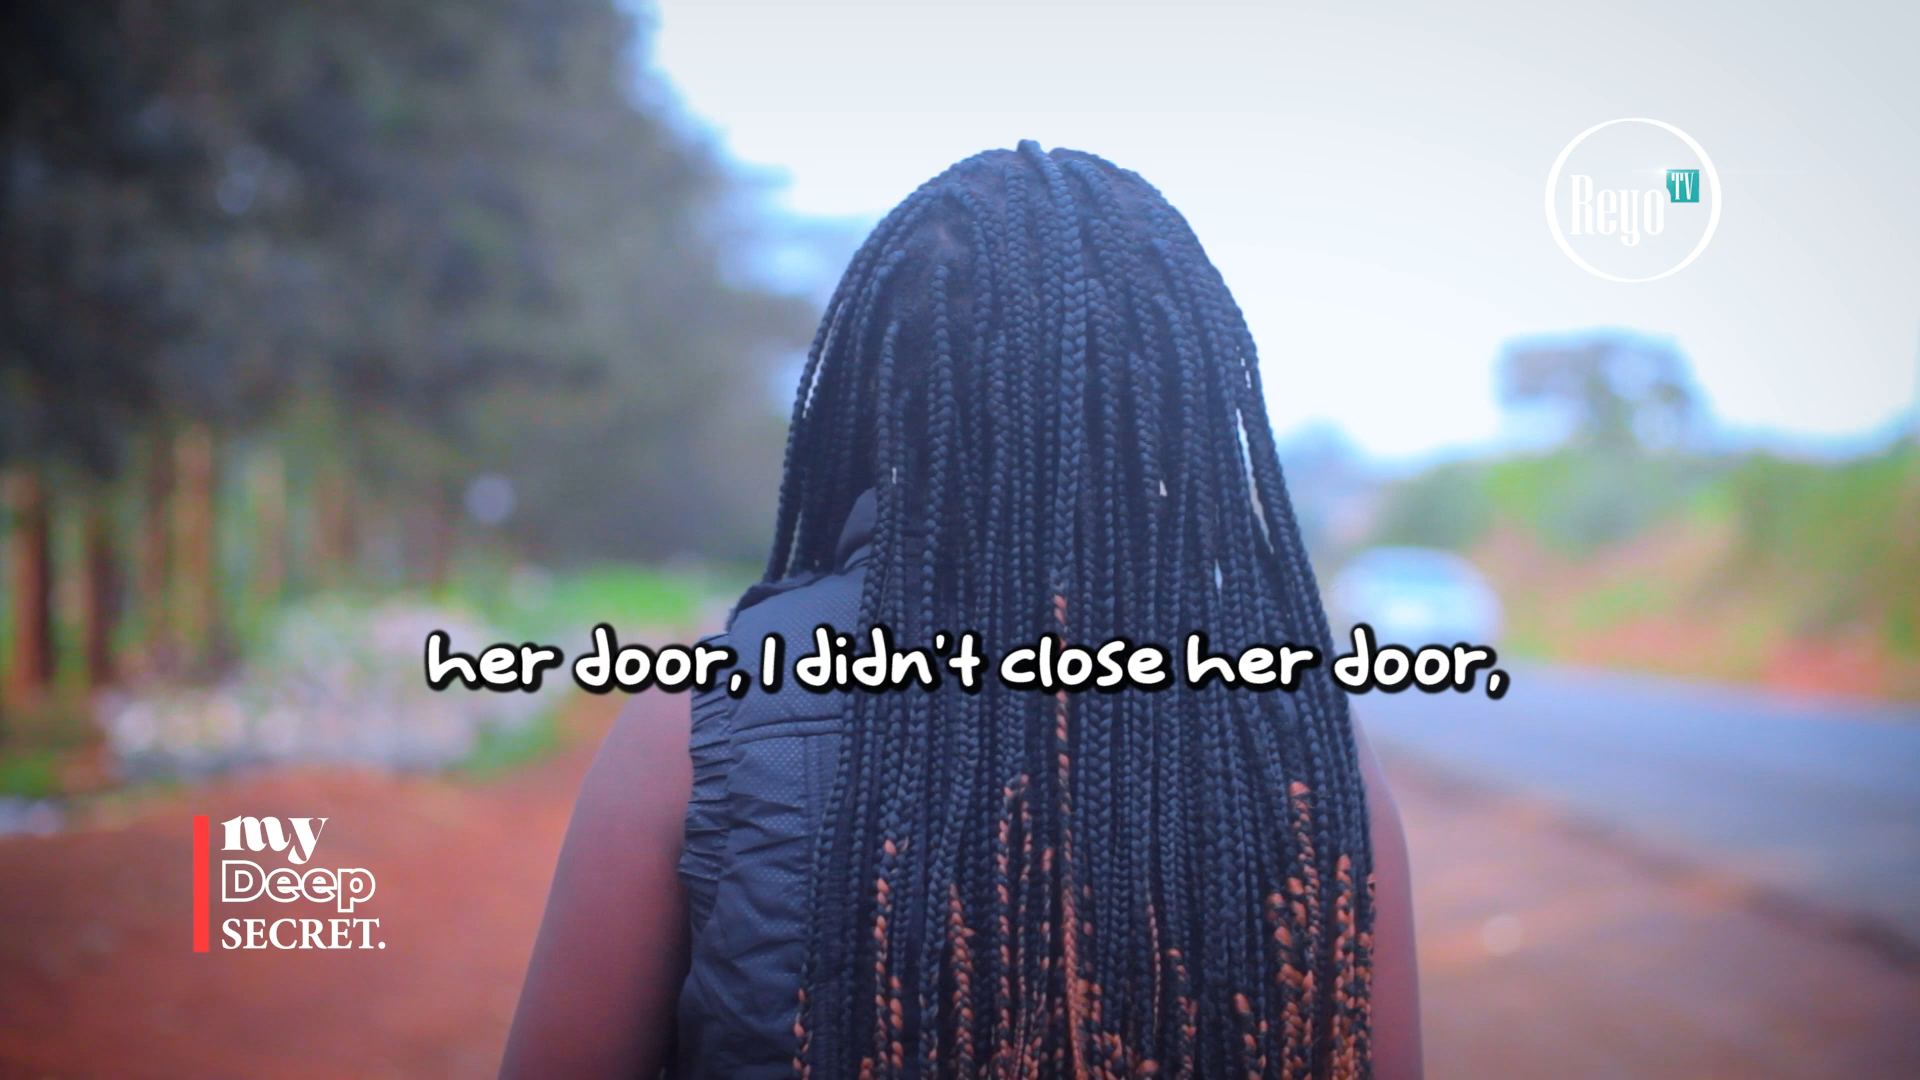 Reyo TV
her door, I didn't close her door,
my
Deep
SECRET.